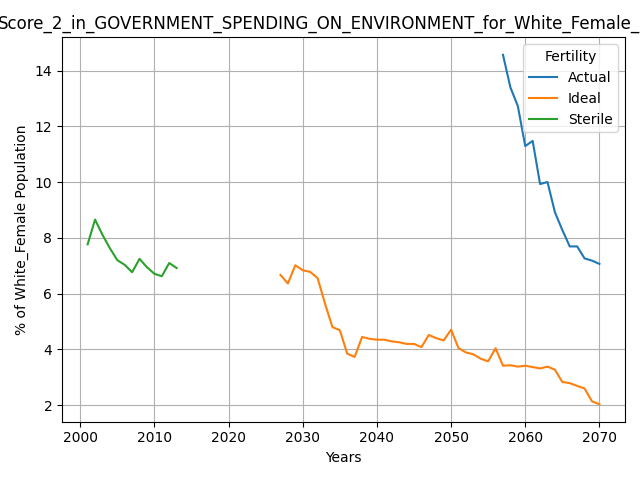 Score_2_in_GOVERNMENT_SPENDING_ON_ENVIRONMENT_for_White_Female_
Fertility
Actual
Ideal
Sterile
% of White_Female Population
14
12
10
8
6
4
2
2000 2010 2020 2030 2040 2050 2060 2070
Years